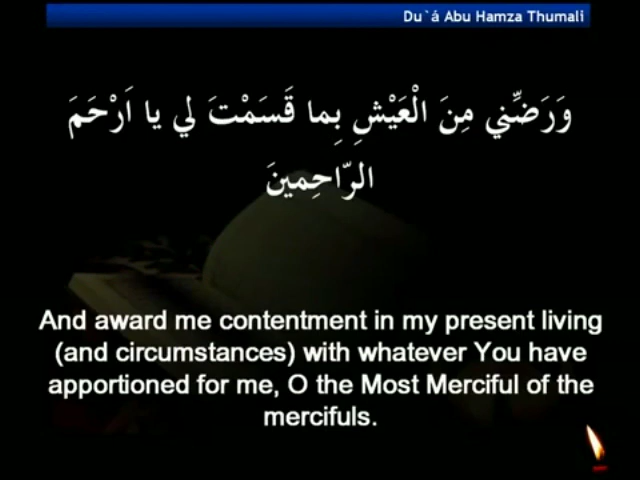 Du`á Abu Hamza Thumali
وَرَضِّني مِنَ الْعَيْشِ بِما قَسَمْتَ لي يا اَرْحَمَ
الرّاحِمينَ
And award me contentment in my present living
(and circumstances) with whatever You have
apportioned for me, O the Most Merciful of the
mercifuls.